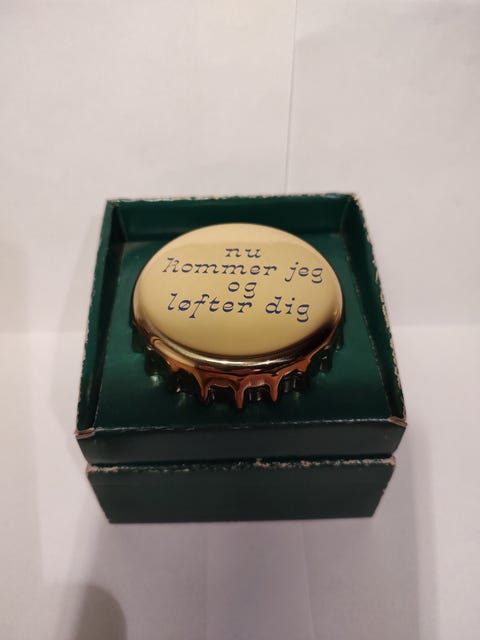 nu
kommer jeg
og
løfter dig